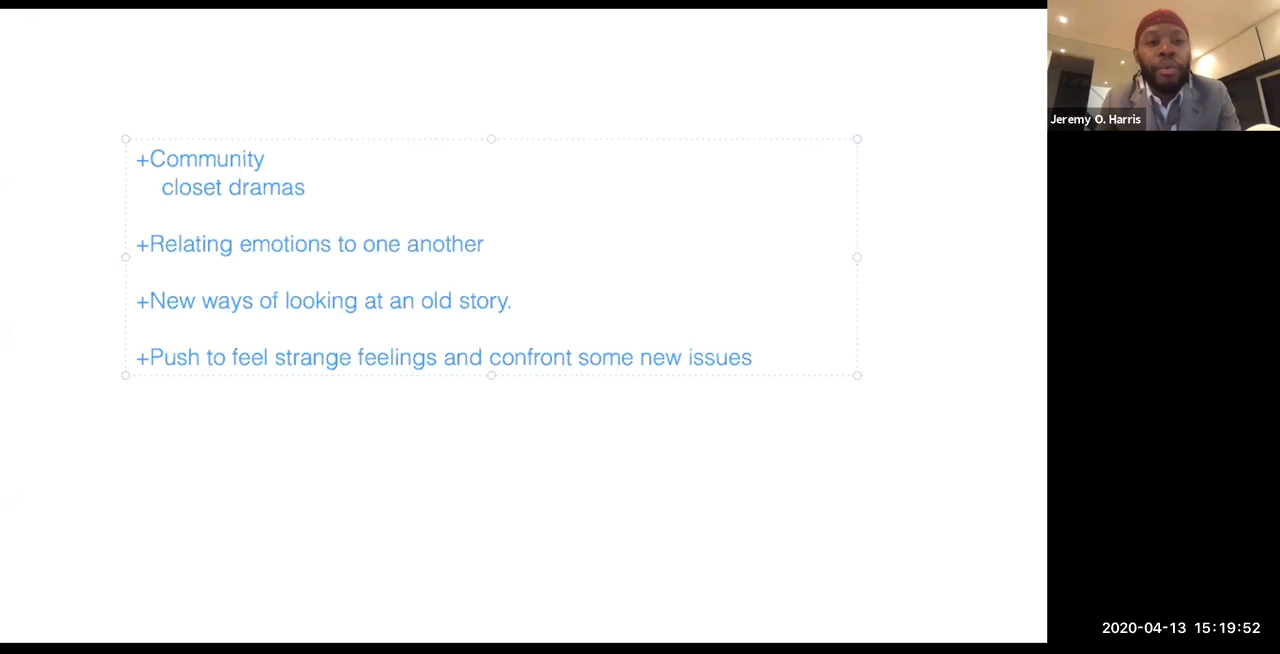 +Community
closet dramas
+Relating emotions to one another
+New ways of looking at an old story.
+Push to feel strange feelings and confront some new issues
Jeremy O. Harris
2020-04-13 15:19:52